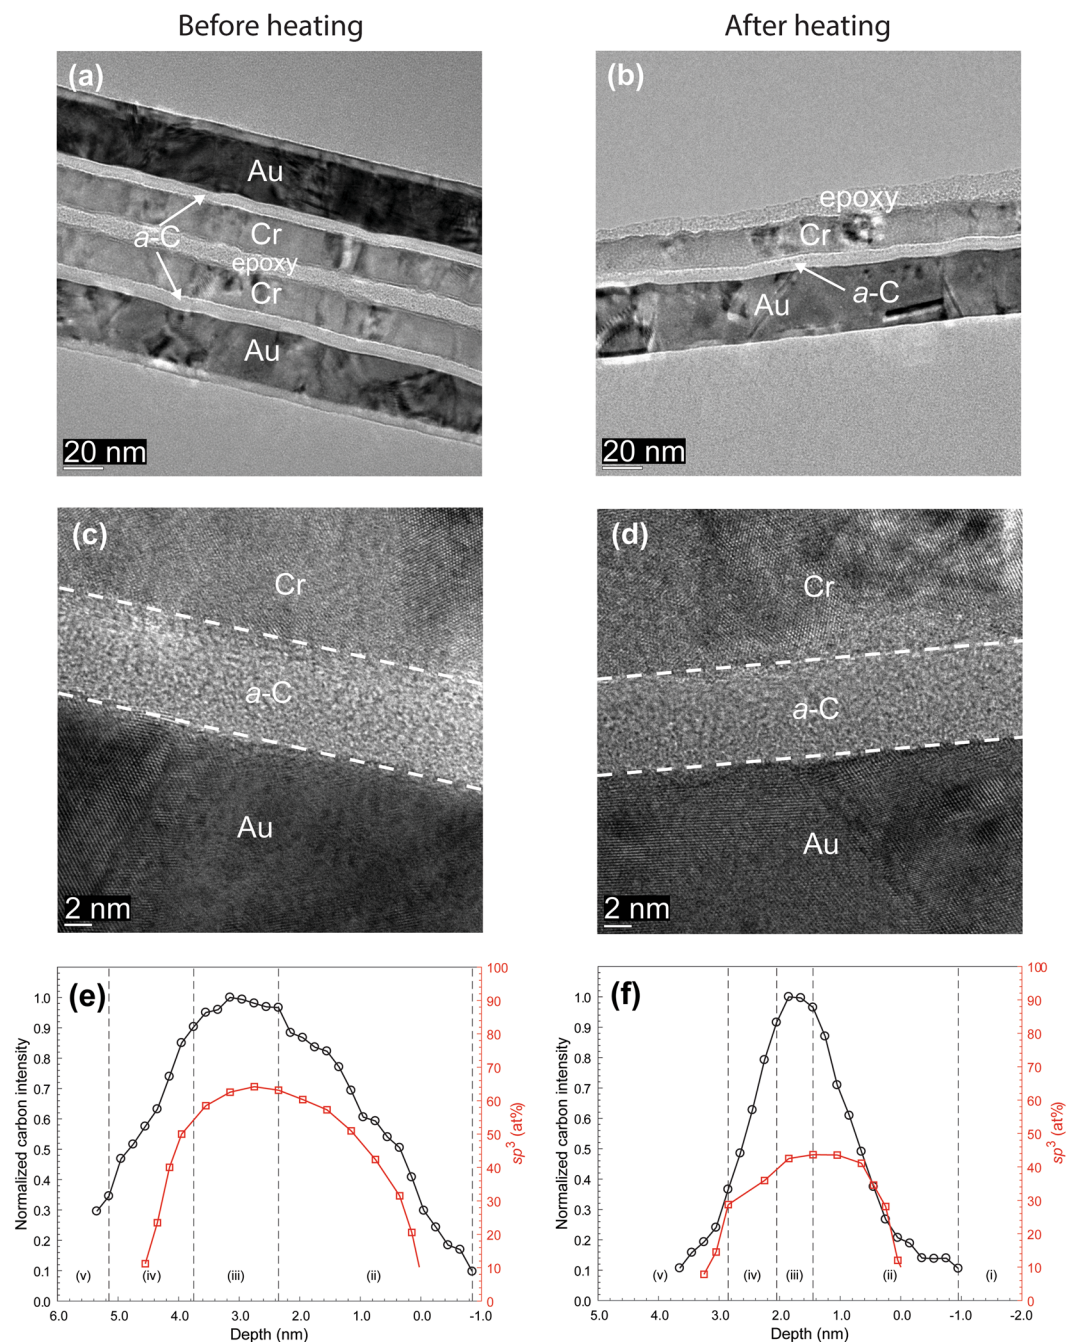 Before heating
After heating
(a)
Au
a-C
Cr
epoxy
Cr
Au
20 nm
(b)
epoxy
Cr
a-C
Au
20 nm
(c)
Cr
a-C
Au
2 nm
(d)
Cr
a-C
Au
2 nm
(e)
Normalized carbon intensity
1.0
0.9
0.8
0.7
0.6
0.5
0.4
0.3
0.2
0.1
0.0
100
90
80
70
60
50
40
30
20
10
0
sp³ (at%)
(v)
(iv)
(iii)
(ii)
6.0 5.0 4.0 3.0 2.0 1.0 0.0 -1.0
Depth (nm)
(f)
Normalized carbon intensity
1.0
0.9
0.8
0.7
0.6
0.5
0.4
0.3
0.2
0.1
0.0
100
90
80
70
60
50
40
30
20
10
0
sp³ (at%)
(v)
(iv)
(iii)
(ii)
(i)
5.0 4.0 3.0 2.0 1.0 0.0 -1.0 -2.0
Depth (nm)